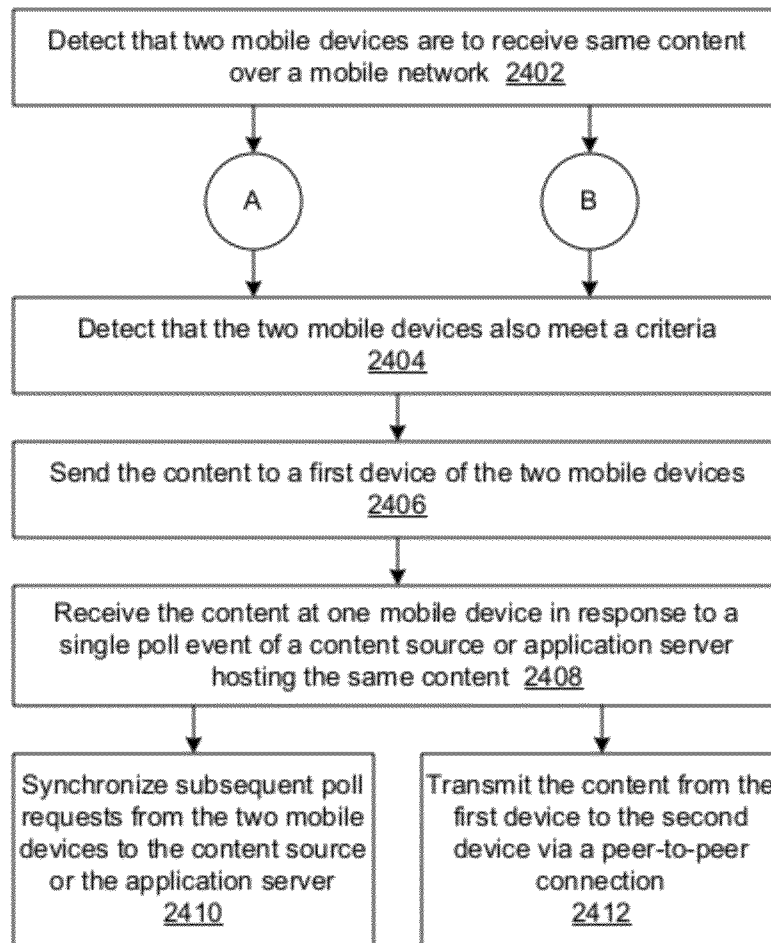 Detect that two mobile devices are to receive same content
over a mobile network 2402
A
B
Detect that the two mobile devices also meet a criteria
2404
Send the content to a first device of the two mobile devices
2406
Receive the content at one mobile device in response to a
single poll event of a content source or application server
hosting the same content 2408
Synchronize subsequent poll
requests from the two mobile
devices to the content source
or the application server
2410
Transmit the content from the
first device to the second
device via a peer-to-peer
connection
2412